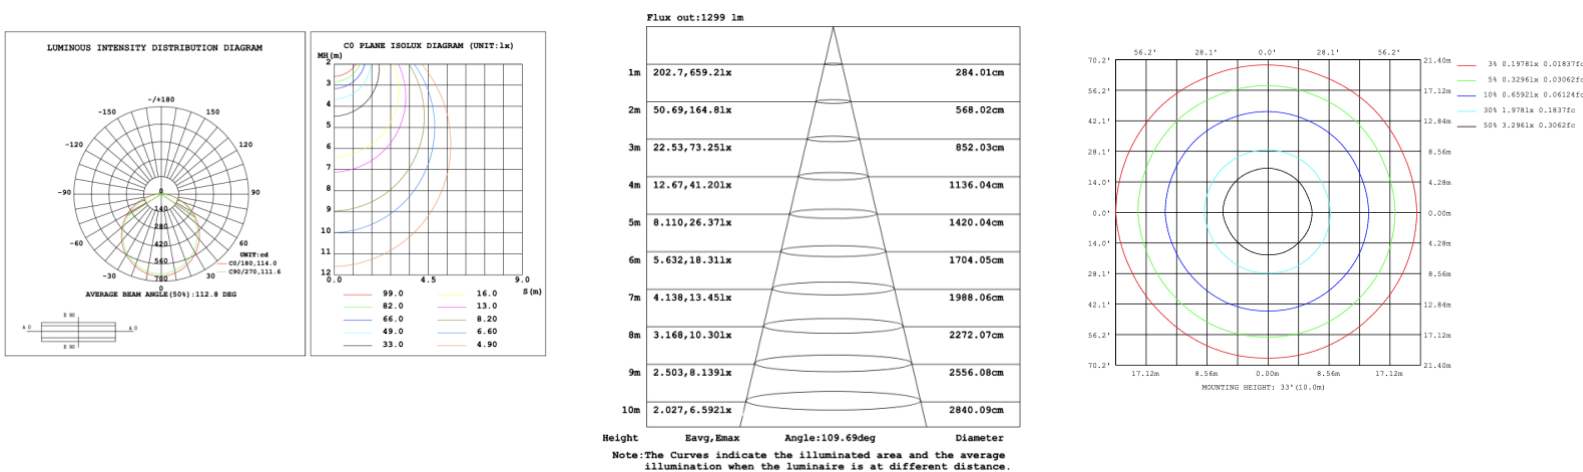 LUMINOUS INTENSITY DISTRIBUTION DIAGRAM
-/+180
-150
150
-120
120
-90
90
-60
60
-30
30
0
0
140
280
420
560
700
UNIT:cd
C0/180,114.0
C90/270,111.6
AVERAGE BEAM ANGLE(50%):112.8 DEG
C0 PLANE ISOLUX DIAGRAM (UNIT:lx)
MH(m)
2
3
4
5
6
7
8
9
10
11
12
0.0 4.5 9.0
S(m)
99.0 16.0
82.0 13.0
66.0 8.20
49.0 6.60
33.0 4.90
Flux out:1299 lm
1m 202.7,659.2lx 284.01cm
2m 50.69,164.8lx 568.02cm
3m 22.53,73.25lx 852.03cm
4m 12.67,41.20lx 1136.04cm
5m 8.110,26.37lx 1420.04cm
6m 5.632,18.31lx 1704.05cm
7m 4.138,13.45lx 1988.06cm
8m 3.168,10.30lx 2272.07cm
9m 2.503,8.139lx 2556.08cm
10m 2.027,6.592lx 2840.09cm
Height Eavg,Emax Angle:109.69deg Diameter
Note:The Curves indicate the illuminated area and the average
illumination when the luminaire is at different distance.
56.2' 28.1' 0.0' 28.1' 56.2'
70.2' 21.40m
56.2' 17.12m
42.1' 12.84m
28.1' 8.56m
14.0' 4.28m
0.0' 0.00m
14.0' 4.28m
28.1' 8.56m
42.1' 12.84m
56.2' 17.12m
70.2' 21.40m
17.12m 8.56m 0.00m 8.56m 17.12m
MOUNTING HEIGHT: 33'(10.0m)
3% 0.1978lx 0.01837fc
5% 0.3296lx 0.03062fc
10% 0.6592lx 0.06124fc
30% 1.978lx 0.1837fc
50% 3.296lx 0.3062fc